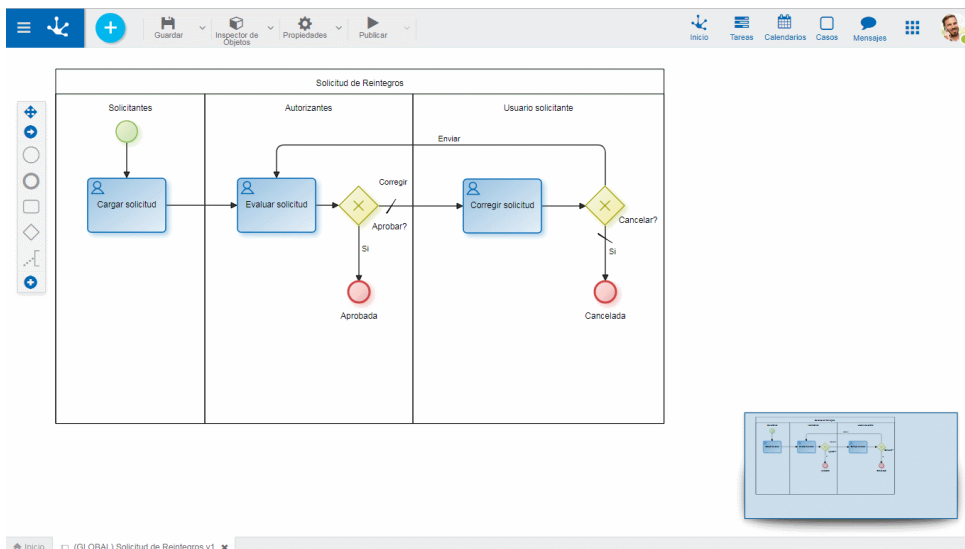 Guardar
Inspector de
Objetos
Propiedades
Publicar
Inicio
Tareas
Calendarios
Casos
Mensajes
Solicitud de Reintegros
Solicitantes
Autorizantes
Usuario solicitante
Enviar
Corregir
Cargar solicitud
Evaluar solicitud
Corregir solicitud
Aprobar?
Cancelar?
Si
Si
Aprobada
Cancelada
Inicio
(GLOBAL) Solicitud de Reintegros v1